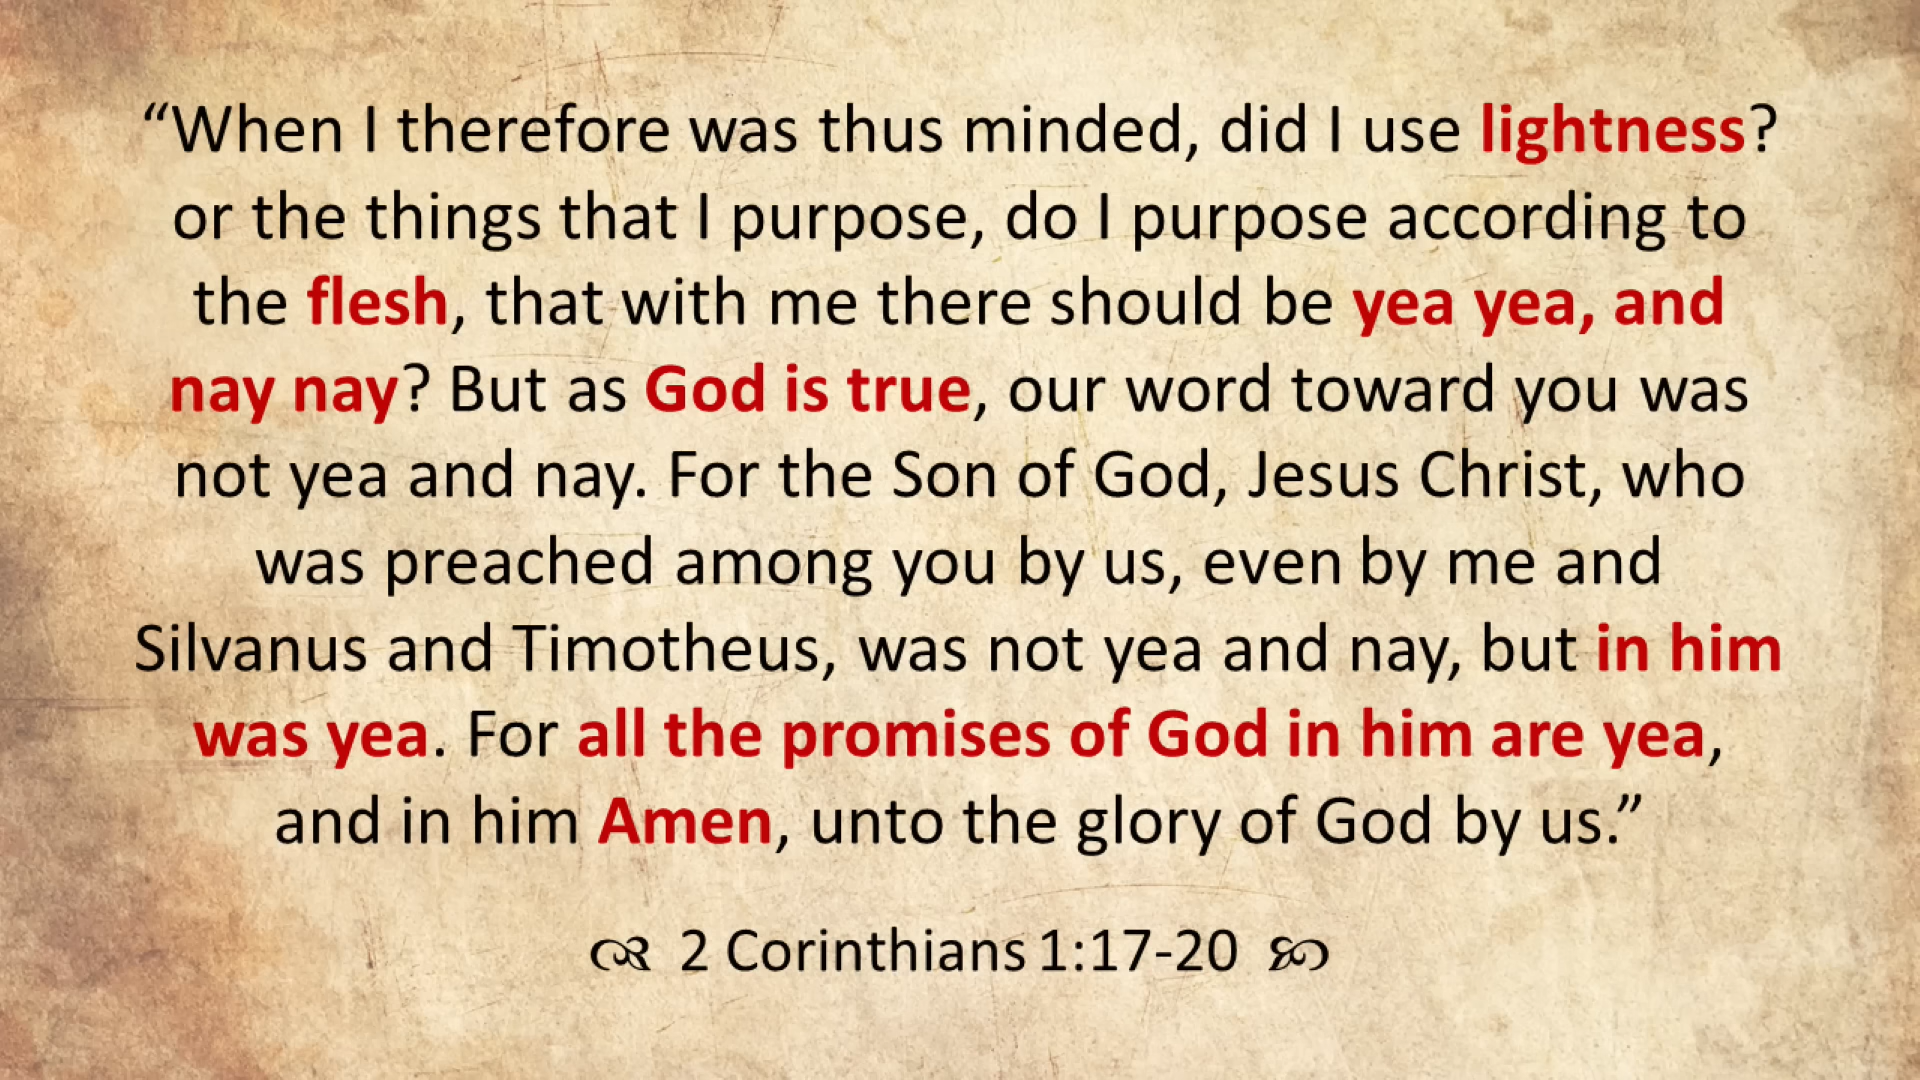 “When I therefore was thus minded, did I use lightness?
or the things that I purpose, do I purpose according to
the flesh, that with me there should be yea yea, and
nay nay? But as God is true, our word toward you was
not yea and nay. For the Son of God, Jesus Christ, who
was preached among you by us, even by me and
Silvanus and Timotheus, was not yea and nay, but in him
was yea. For all the promises of God in him are yea,
and in him Amen, unto the glory of God by us.”
2 Corinthians 1:17-20